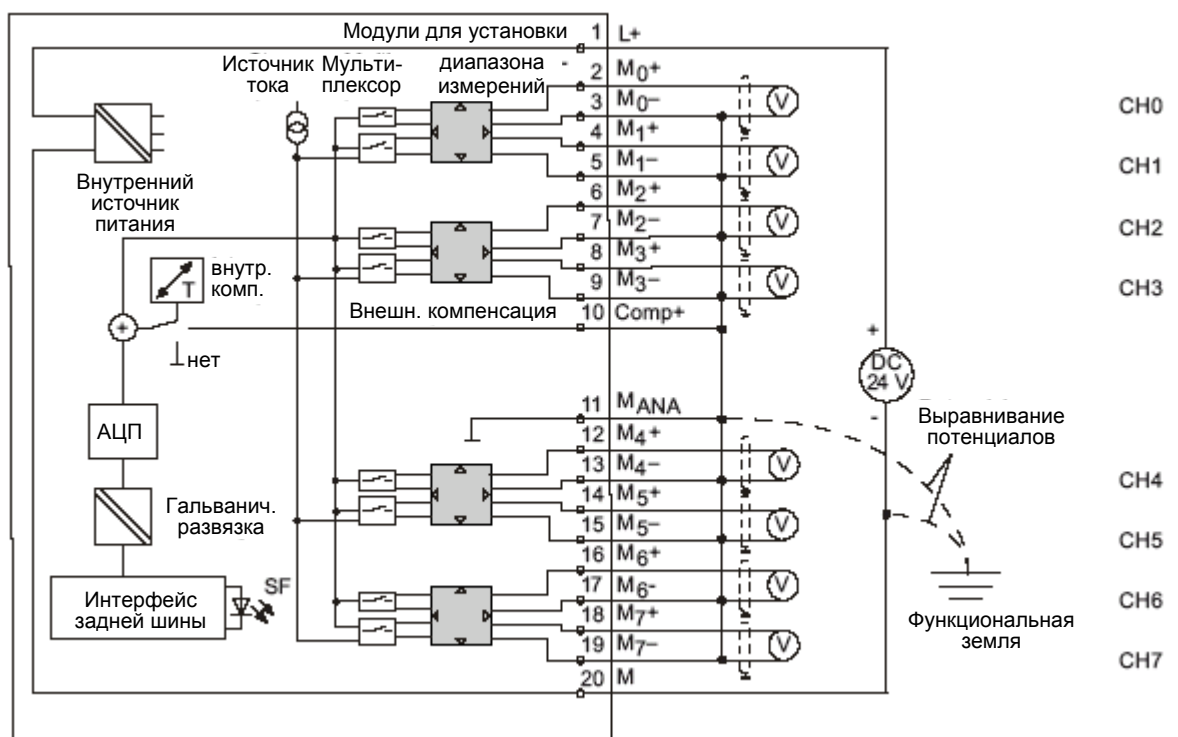 Модули для установки
диапазона
измерений
Источник
тока
Мульти-
плексор
-
1 L+
2 M0+
3 M0–
4 M1+
5 M1–
6 M2+
7 M2–
8 M3+
9 M3–
10 Comp+
11 MANA
12 M4+
13 M4–
14 M5+
15 M5–
16 M6+
17 M6-
18 M7+
19 M7–
20 M
V
V
V
V
V
V
V
V
CH0
CH1
CH2
CH3
CH4
CH5
CH6
CH7
Внутренний
источник
питания
T
внутр.
комп.
Внешн. компенсация
+
нет
АЦП
Гальванич.
развязка
Интерфейс
задней шины
SF
+
DC
24 V
-
Выравнивание
потенциалов
Функциональная
земля